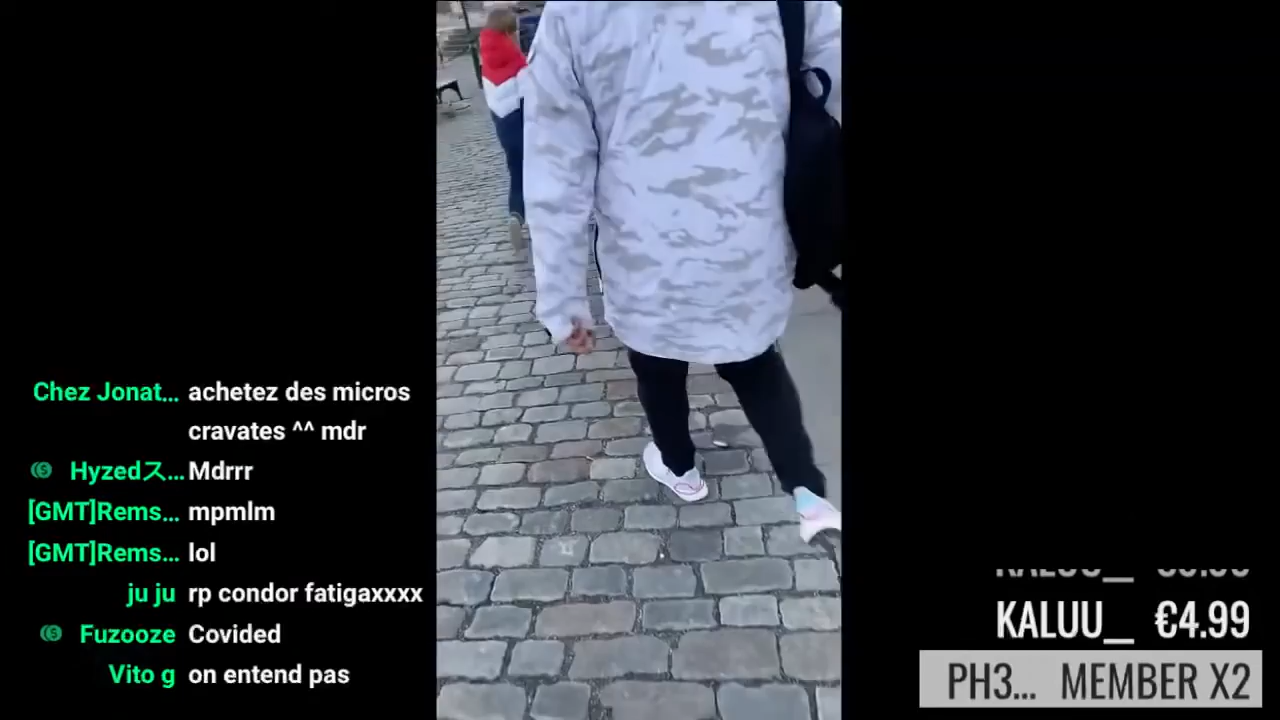 Chez Jonat... achetez des micros
cravates ^^ mdr
Hyzedス... Mdrrr
[GMT]Rems... mpmlm
[GMT]Rems... lol
ju ju rp condor fatigaxxxx
Fuzooze Covided
Vito g on entend pas
KALUU_ €4.99
PH3... MEMBER X2